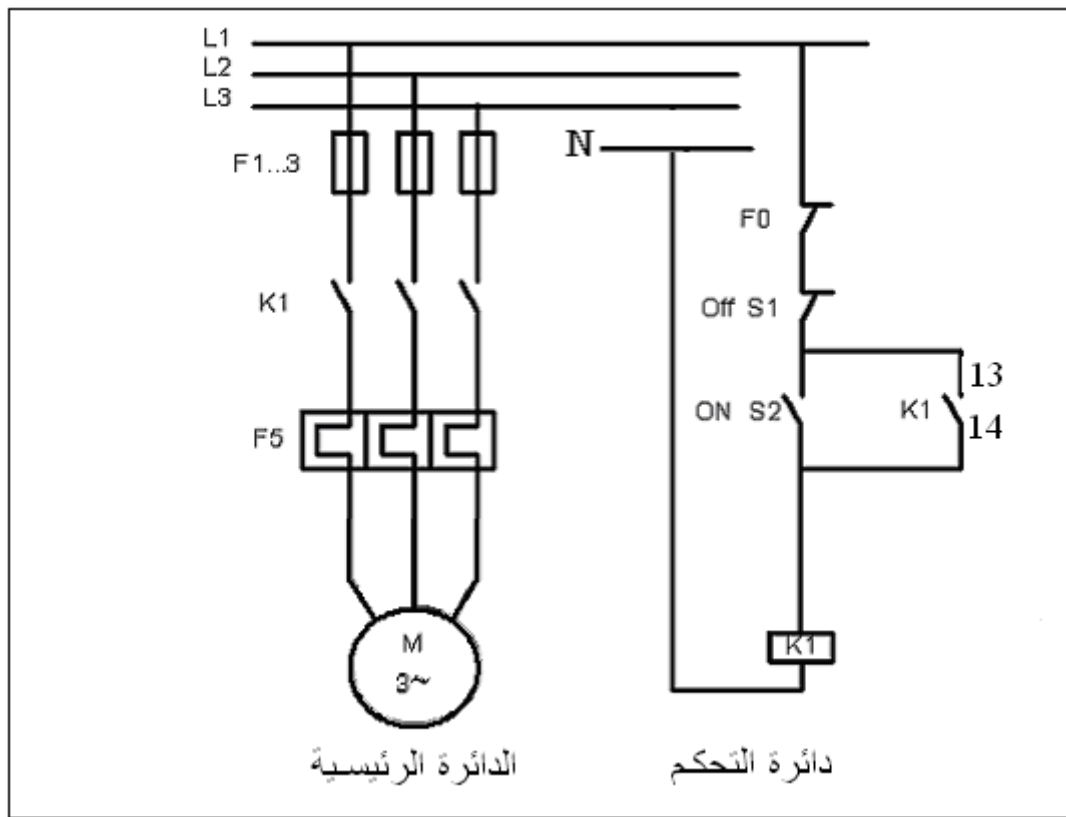 L1
L2
L3
N
F1...3
F0
K1
Off S1
13
ON S2
K1
14
F5
M
3~
K1
الدائرة الرئيسية
دائرة التحكم